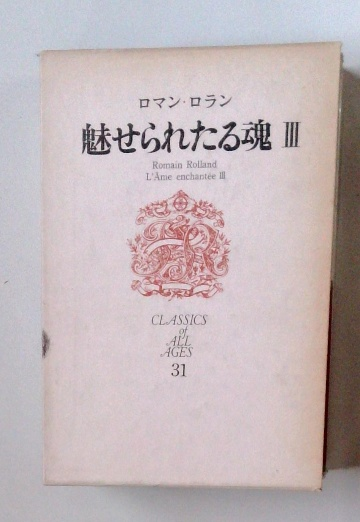 ロマン・ロラン
魅せられたる魂 III
Romain Rolland
L'Âme enchantée III
CLASSICS
of
ALL
AGES
31